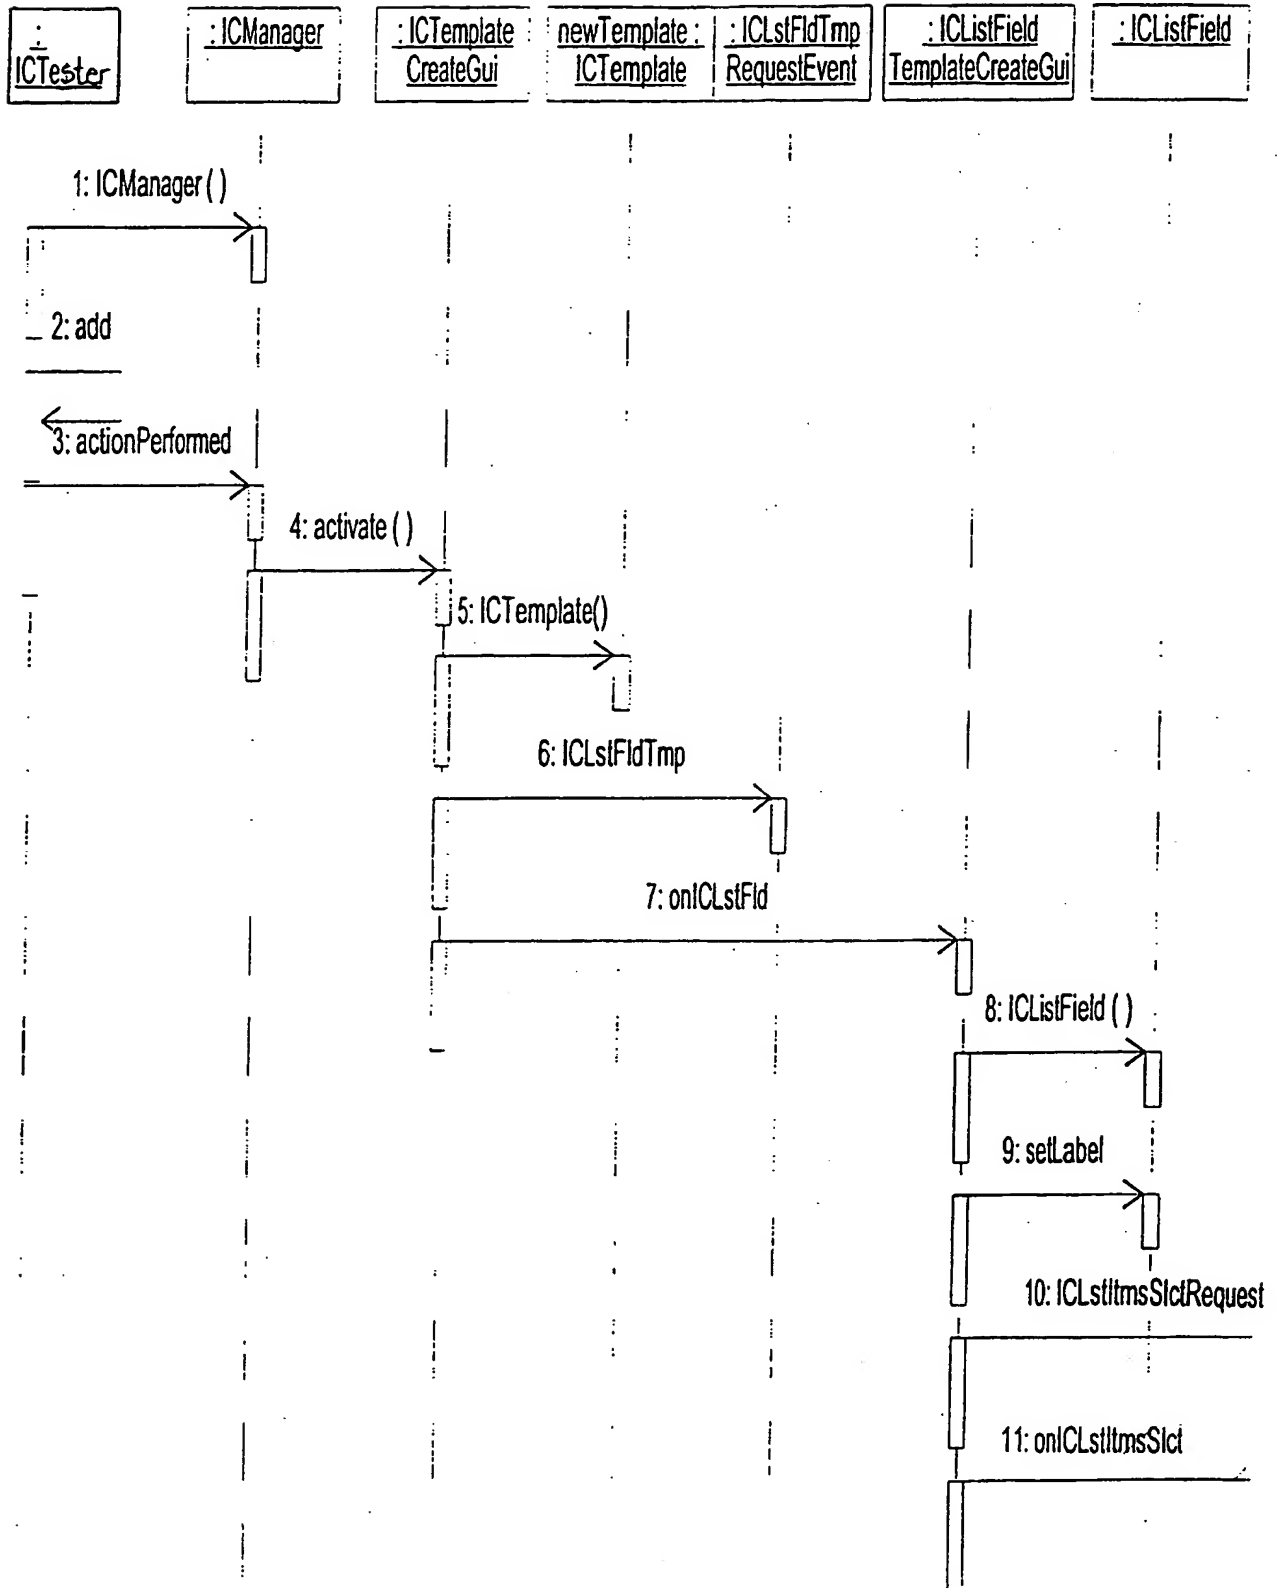 :
ICTester
: ICManager
: ICTemplate
CreateGui
newTemplate :
ICTemplate
: ICLstFldTmp
RequestEvent
: ICListField
TemplateCreateGui
: ICListField
1: ICManager ( )
2: add
3: actionPerformed
4: activate ( )
5: ICTemplate()
6: ICLstFldTmp
7: onICLstFld
8: ICListField ( )
9: setLabel
10: ICLstItmsSlctRequest
11: onICLstItmsSlct